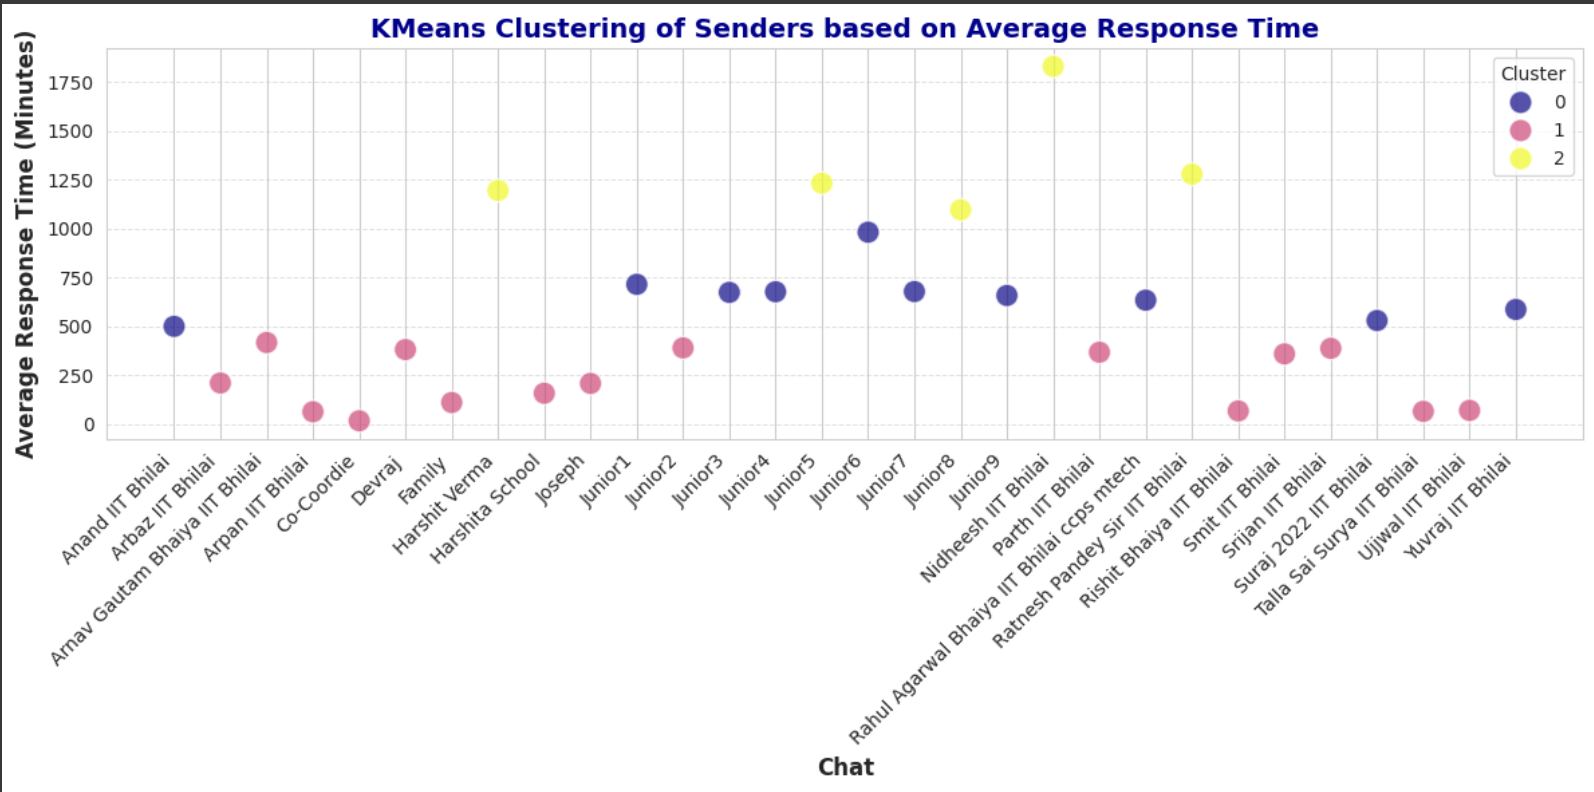 KMeans Clustering of Senders based on Average Response Time
Average Response Time (Minutes)
1750
1500
1250
1000
750
500
250
0
Cluster
0
1
2
Anand IIT Bhilai
Arbaz IIT Bhilai
Arnav Gautam Bhaiya IIT Bhilai
Arpan IIT Bhilai
Co-Coordie
Devraj
Family
Harshit Verma
Harshita School
Joseph
Junior1
Junior2
Junior3
Junior4
Junior5
Junior6
Junior7
Junior8
Junior9
Nidheesh IIT Bhilai
Parth IIT Bhilai
Rahul Agarwal Bhaiya IIT Bhilai ccps mtech
Ratnesh Pandey Sir IIT Bhilai
Rishit Bhaiya IIT Bhilai
Smit IIT Bhilai
Srijan IIT Bhilai
Suraj 2022 IIT Bhilai
Talla Sai Surya IIT Bhilai
Ujjwal IIT Bhilai
Yuvraj IIT Bhilai
Chat